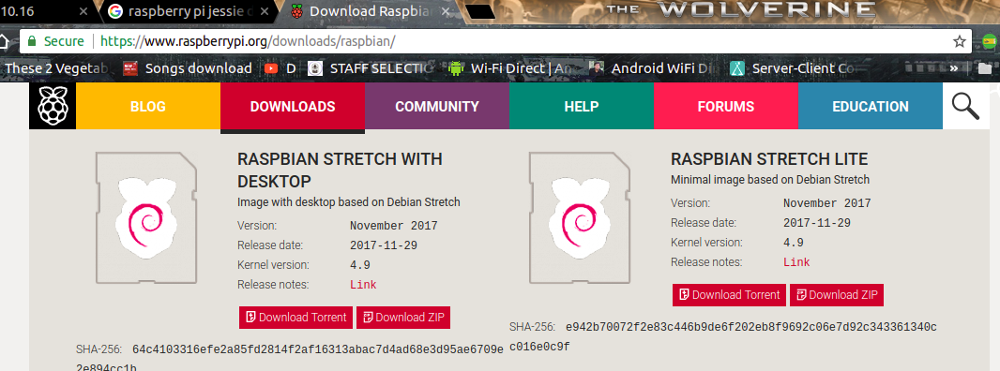 10.16
raspberry pi jessie
Download Raspbian
THE WOLVERINE
Secure
https://www.raspberrypi.org/downloads/raspbian/
These 2 Vegetab
Songs download
D
STAFF SELECTIO
Wi-Fi Direct | An
Android WiFi Di
Server-Client Co
»
BLOG
DOWNLOADS
COMMUNITY
HELP
FORUMS
EDUCATION
RASPBIAN STRETCH WITH
DESKTOP
Image with desktop based on Debian Stretch
Version: November 2017
Release date: 2017-11-29
Kernel version: 4.9
Release notes: Link
Download Torrent
Download ZIP
SHA-256: 64c4103316efe2a85fd2814f2af16313abac7d4ad68e3d95ae6709e
2e894cc1b
RASPBIAN STRETCH LITE
Minimal image based on Debian Stretch
Version: November 2017
Release date: 2017-11-29
Kernel version: 4.9
Release notes: Link
Download Torrent
Download ZIP
SHA-256: e942b70072f2e83c446b9de6f202eb8f9692c06e7d92c343361340c
c016e0c9f